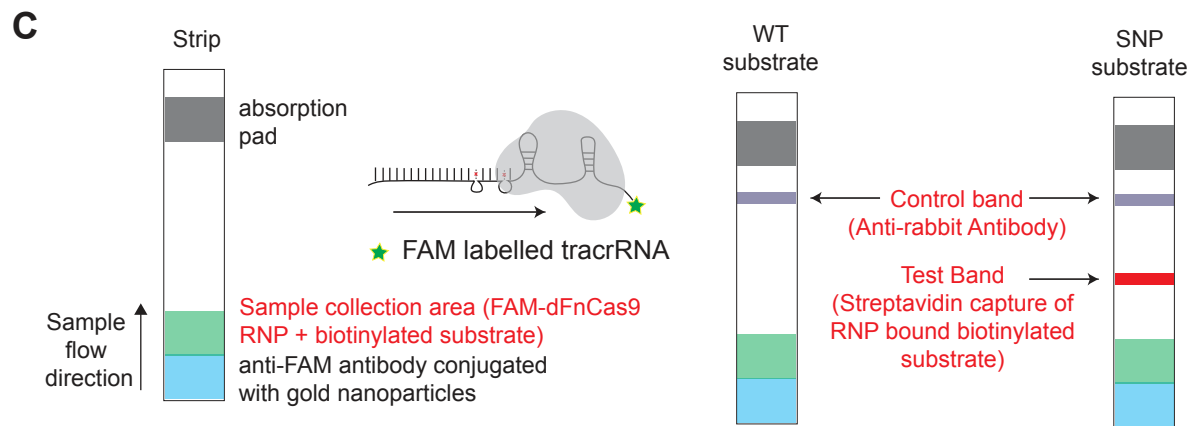 C
Strip
absorption
pad
FAM labelled tracrRNA
Sample
flow
direction
Sample collection area (FAM-dFnCas9
RNP + biotinylated substrate)
anti-FAM antibody conjugated
with gold nanoparticles
WT
substrate
SNP
substrate
Control band
(Anti-rabbit Antibody)
Test Band
(Streptavidin capture of
RNP bound biotinylated
substrate)